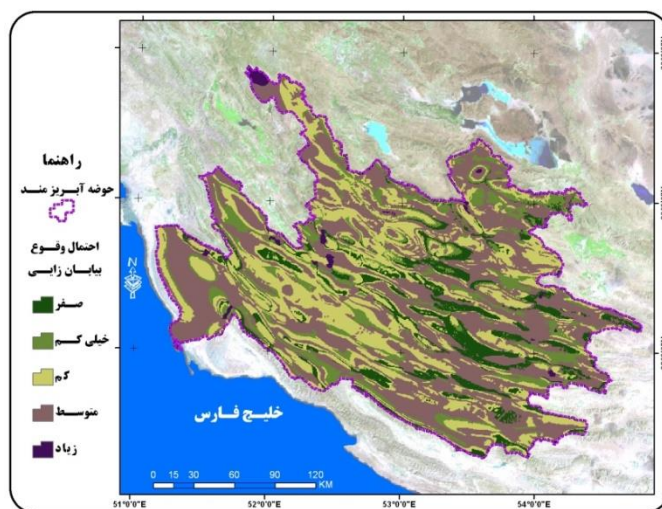 راهنما
حوضه آبریز مند
احتمال وقوع
بیابان زایی
صفر
خیلی کم
کم
متوسط
زیاد
N
خلیج فارس
0 15 30 60 90 120
KM
51°0'0"E 52°0'0"E 53°0'0"E 54°0'0"E